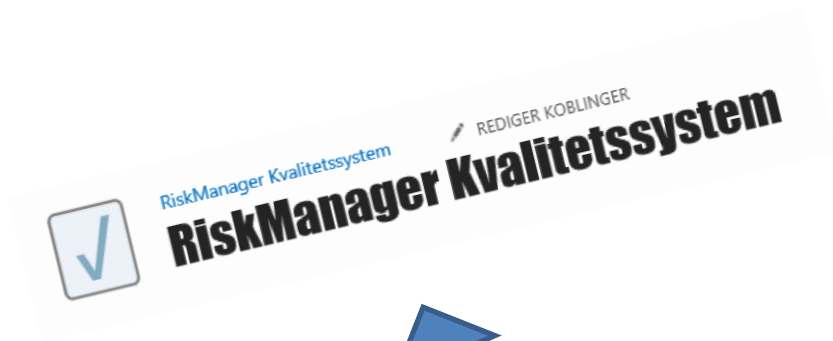 RiskManager Kvalitetssystem
REDIGER KOBLINGER
RiskManager Kvalitetssystem